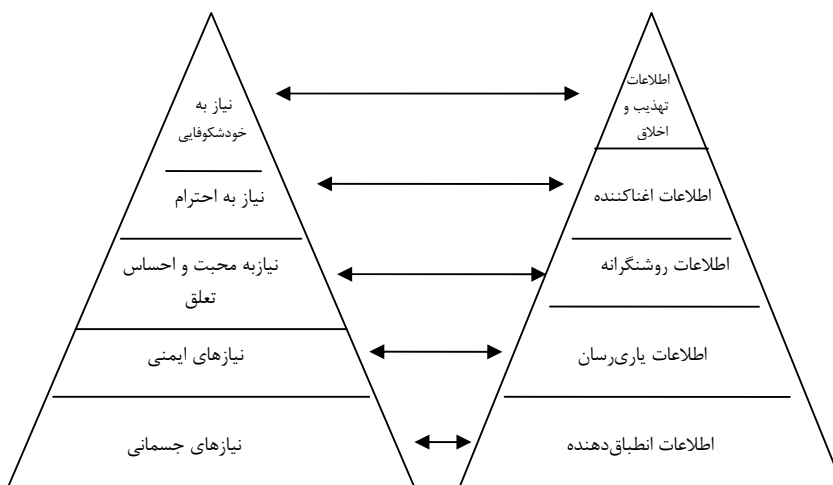 اطلاعات
تهذیب و
اخلاق
اطلاعات اغناکننده
اطلاعات روشنگرانه
اطلاعات یاری‌رسان
اطلاعات انطباق‌دهنده
نیاز به
خودشکوفایی
نیاز به احترام
نیازبه محبت و احساس
تعلق
نیازهای ایمنی
نیازهای جسمانی